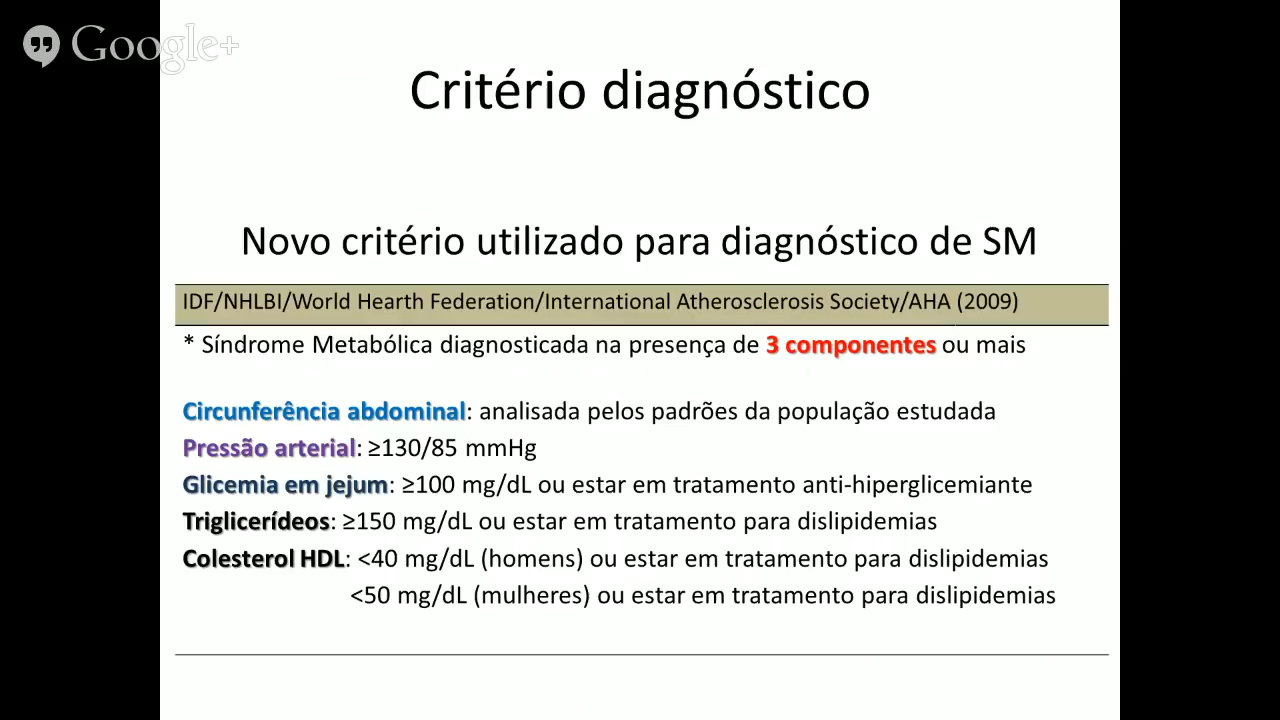 Google+
Critério diagnóstico
Novo critério utilizado para diagnóstico de SM
IDF/NHLBI/World Hearth Federation/International Atherosclerosis Society/AHA (2009)
* Síndrome Metabólica diagnosticada na presença de 3 componentes ou mais
Circunferência abdominal: analisada pelos padrões da população estudada
Pressão arterial: ≥130/85 mmHg
Glicemia em jejum: ≥100 mg/dL ou estar em tratamento anti-hiperglicemiante
Triglicerídeos: ≥150 mg/dL ou estar em tratamento para dislipidemias
Colesterol HDL: <40 mg/dL (homens) ou estar em tratamento para dislipidemias
<50 mg/dL (mulheres) ou estar em tratamento para dislipidemias